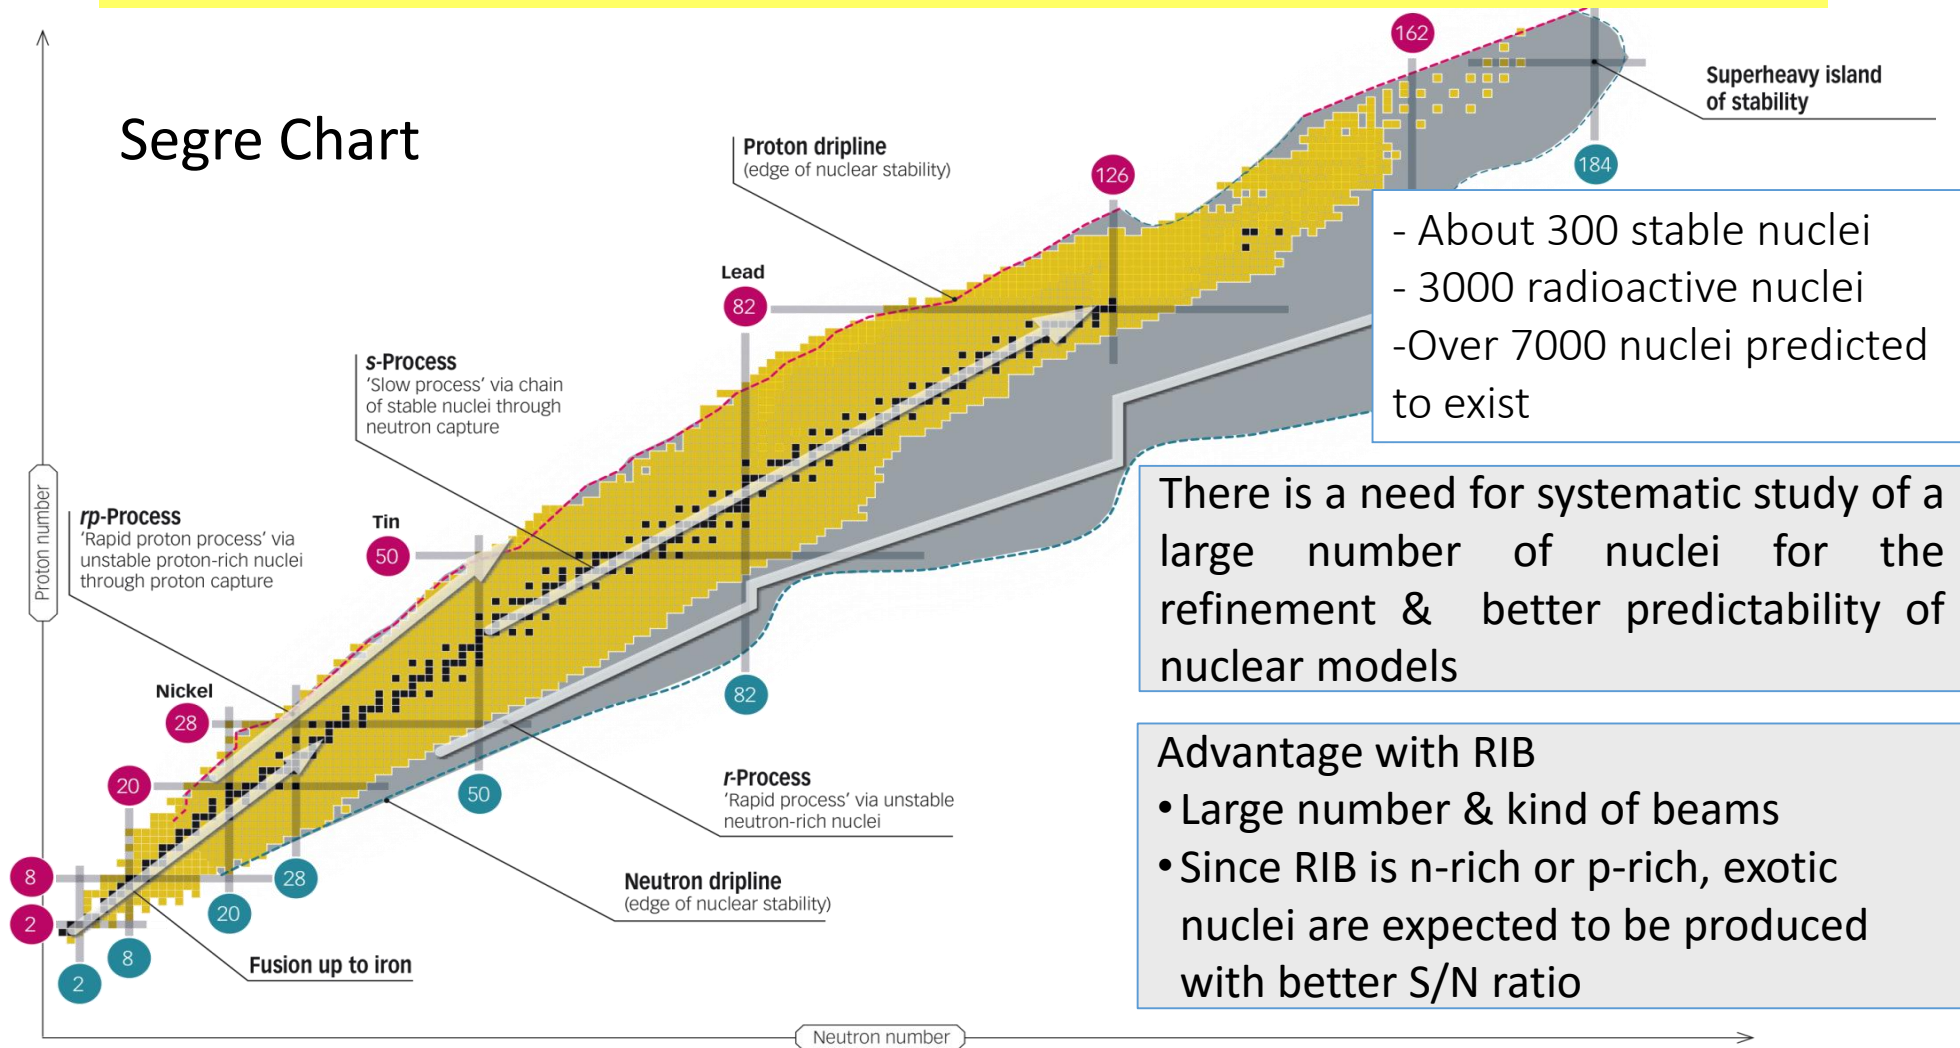 Segre Chart
162
Superheavy island
of stability
184
Proton dripline
(edge of nuclear stability)
126
- About 300 stable nuclei
- 3000 radioactive nuclei
-Over 7000 nuclei predicted
to exist
Lead
82
s-Process
'Slow process' via chain
of stable nuclei through
neutron capture
There is a need for systematic study of a
large number of nuclei for the
refinement & better predictability of
nuclear models
Proton number
rp-Process
'Rapid proton process' via
unstable proton-rich nuclei
through proton capture
Tin
50
Nickel
28
82
20
50
r-Process
'Rapid process' via unstable
neutron-rich nuclei
Advantage with RIB
•Large number & kind of beams
•Since RIB is n-rich or p-rich, exotic
nuclei are expected to be produced
with better S/N ratio
8
28
2
20
Neutron dripline
(edge of nuclear stability)
8
2
Fusion up to iron
Neutron number